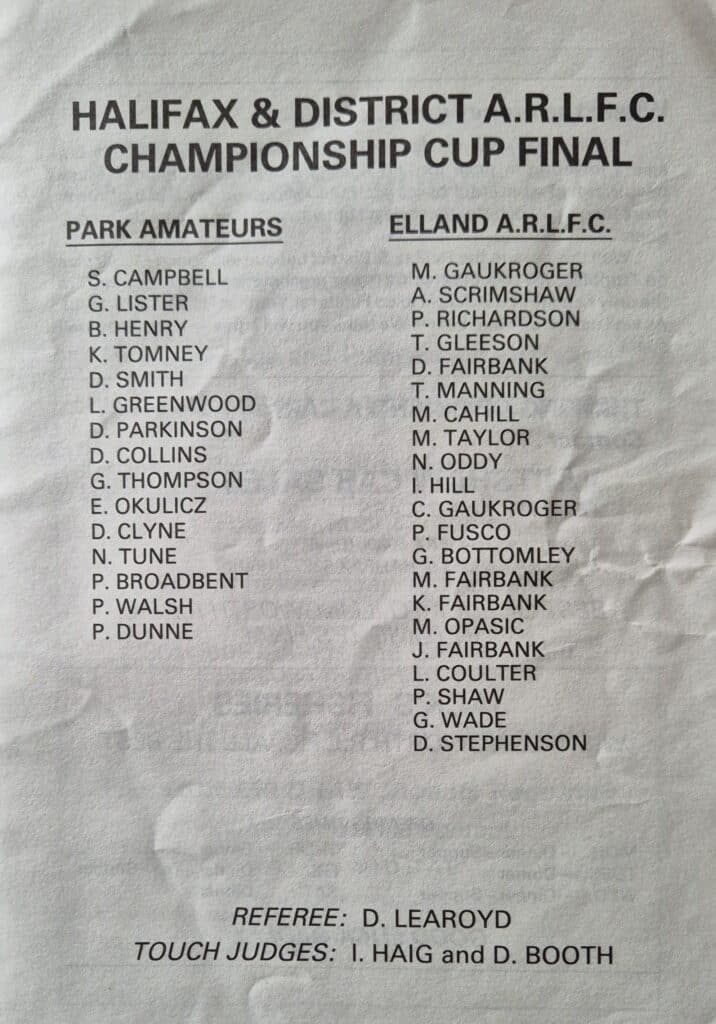 HALIFAX & DISTRICT A.R.L.F.C.
CHAMPIONSHIP CUP FINAL
PARK AMATEURS
S. CAMPBELL
G. LISTER
B. HENRY
K. TOMNEY
D. SMITH
L. GREENWOOD
D. PARKINSON
D. COLLINS
G. THOMPSON
E. OKULICZ
D. CLYNE
N. TUNE
P. BROADBENT
P. WALSH
P. DUNNE
ELLAND A.R.L.F.C.
M. GAUKROGER
A. SCRIMSHAW
P. RICHARDSON
T. GLEESON
D. FAIRBANK
T. MANNING
M. CAHILL
M. TAYLOR
N. ODDY
I. HILL
C. GAUKROGER
P. FUSCO
G. BOTTOMLEY
M. FAIRBANK
K. FAIRBANK
M. OPASIC
J. FAIRBANK
L. COULTER
P. SHAW
G. WADE
D. STEPHENSON
REFEREE: D. LEAROYD
TOUCH JUDGES: I. HAIG and D. BOOTH